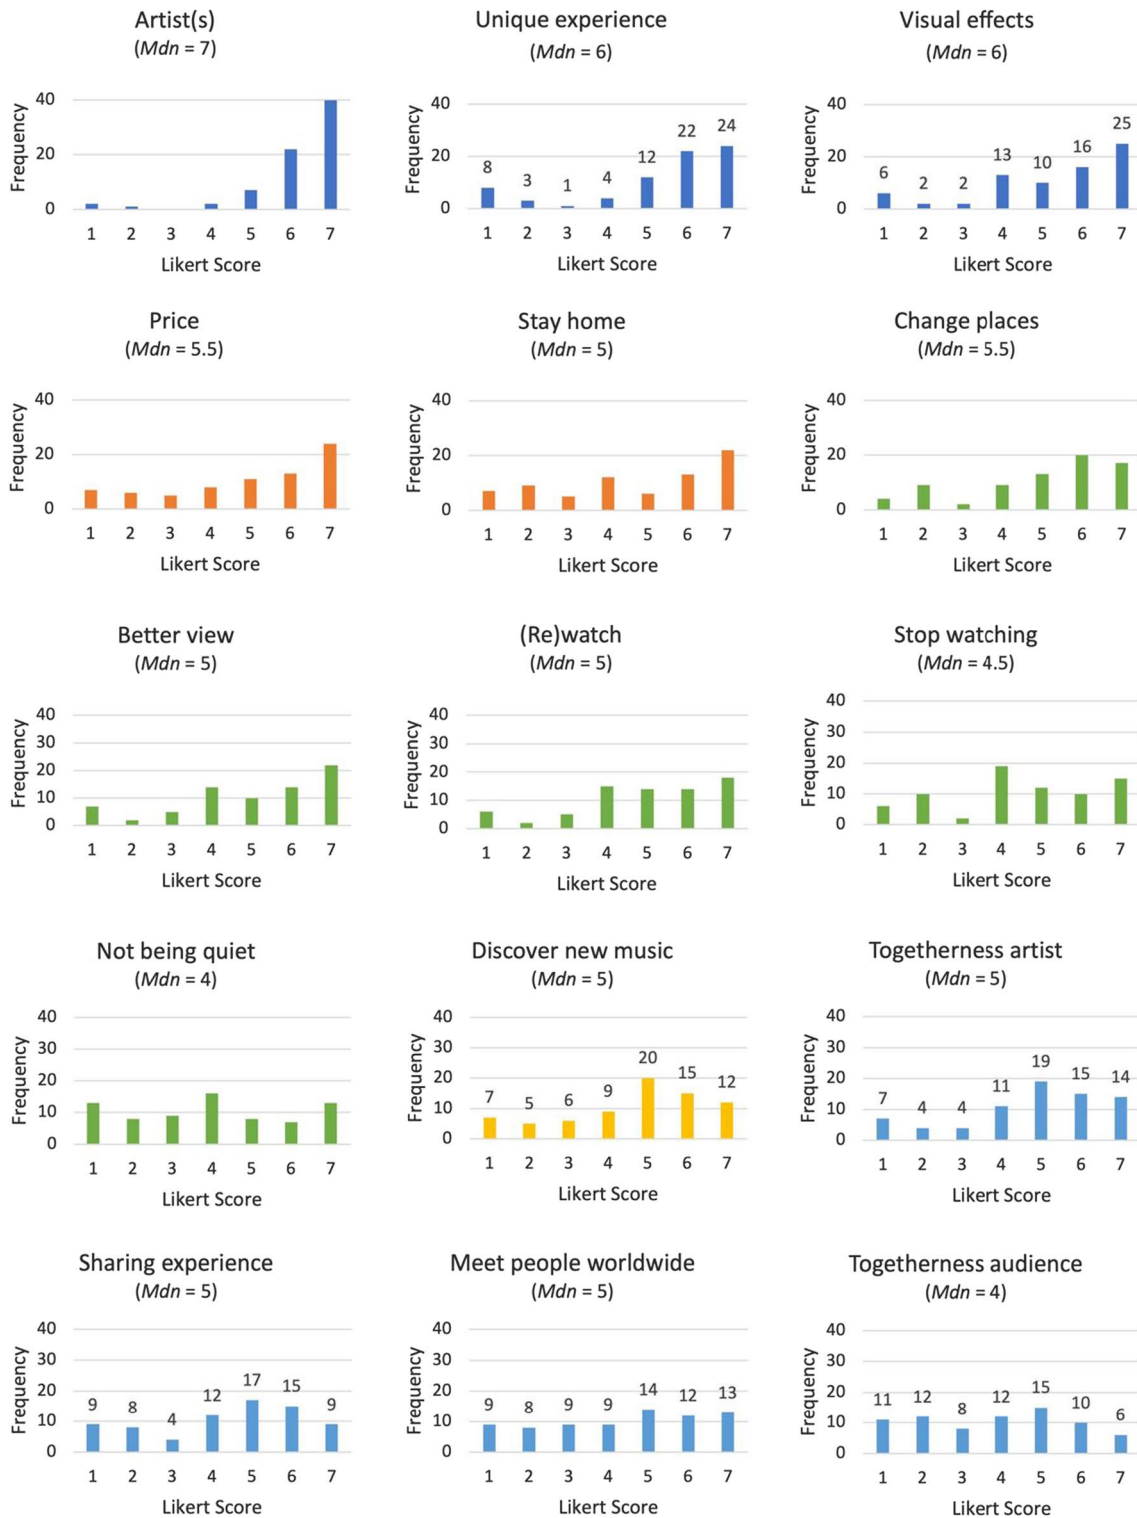 Artist(s)
(Mdn = 7)
Frequency
40
20
0
1 2 3 4 5 6 7
Likert Score
Unique experience
(Mdn = 6)
Frequency
40
20
0
8 3 1 4 12 22 24
1 2 3 4 5 6 7
Likert Score
Visual effects
(Mdn = 6)
Frequency
40
20
0
6 2 2 13 10 16 25
1 2 3 4 5 6 7
Likert Score
Price
(Mdn = 5.5)
Frequency
40
20
0
1 2 3 4 5 6 7
Likert Score
Stay home
(Mdn = 5)
Frequency
40
20
0
1 2 3 4 5 6 7
Likert Score
Change places
(Mdn = 5.5)
Frequency
40
20
0
1 2 3 4 5 6 7
Likert Score
Better view
(Mdn = 5)
Frequency
40
30
20
10
0
1 2 3 4 5 6 7
Likert Score
(Re)watch
(Mdn = 5)
Frequency
40
30
20
10
0
1 2 3 4 5 6 7
Likert Score
Stop watching
(Mdn = 4.5)
Frequency
40
30
20
10
0
1 2 3 4 5 6 7
Likert Score
Not being quiet
(Mdn = 4)
Frequency
40
30
20
10
0
1 2 3 4 5 6 7
Likert Score
Discover new music
(Mdn = 5)
Frequency
40
30
20
10
0
7 5 6 9 20 15 12
1 2 3 4 5 6 7
Likert Score
Togetherness artist
(Mdn = 5)
Frequency
40
30
20
10
0
7 4 4 11 19 15 14
1 2 3 4 5 6 7
Likert Score
Sharing experience
(Mdn = 5)
Frequency
40
30
20
10
0
9 8 4 12 17 15 9
1 2 3 4 5 6 7
Likert Score
Meet people worldwide
(Mdn = 5)
Frequency
40
30
20
10
0
9 8 9 9 14 12 13
1 2 3 4 5 6 7
Likert Score
Togetherness audience
(Mdn = 4)
Frequency
40
30
20
10
0
11 12 8 12 15 10 6
1 2 3 4 5 6 7
Likert Score